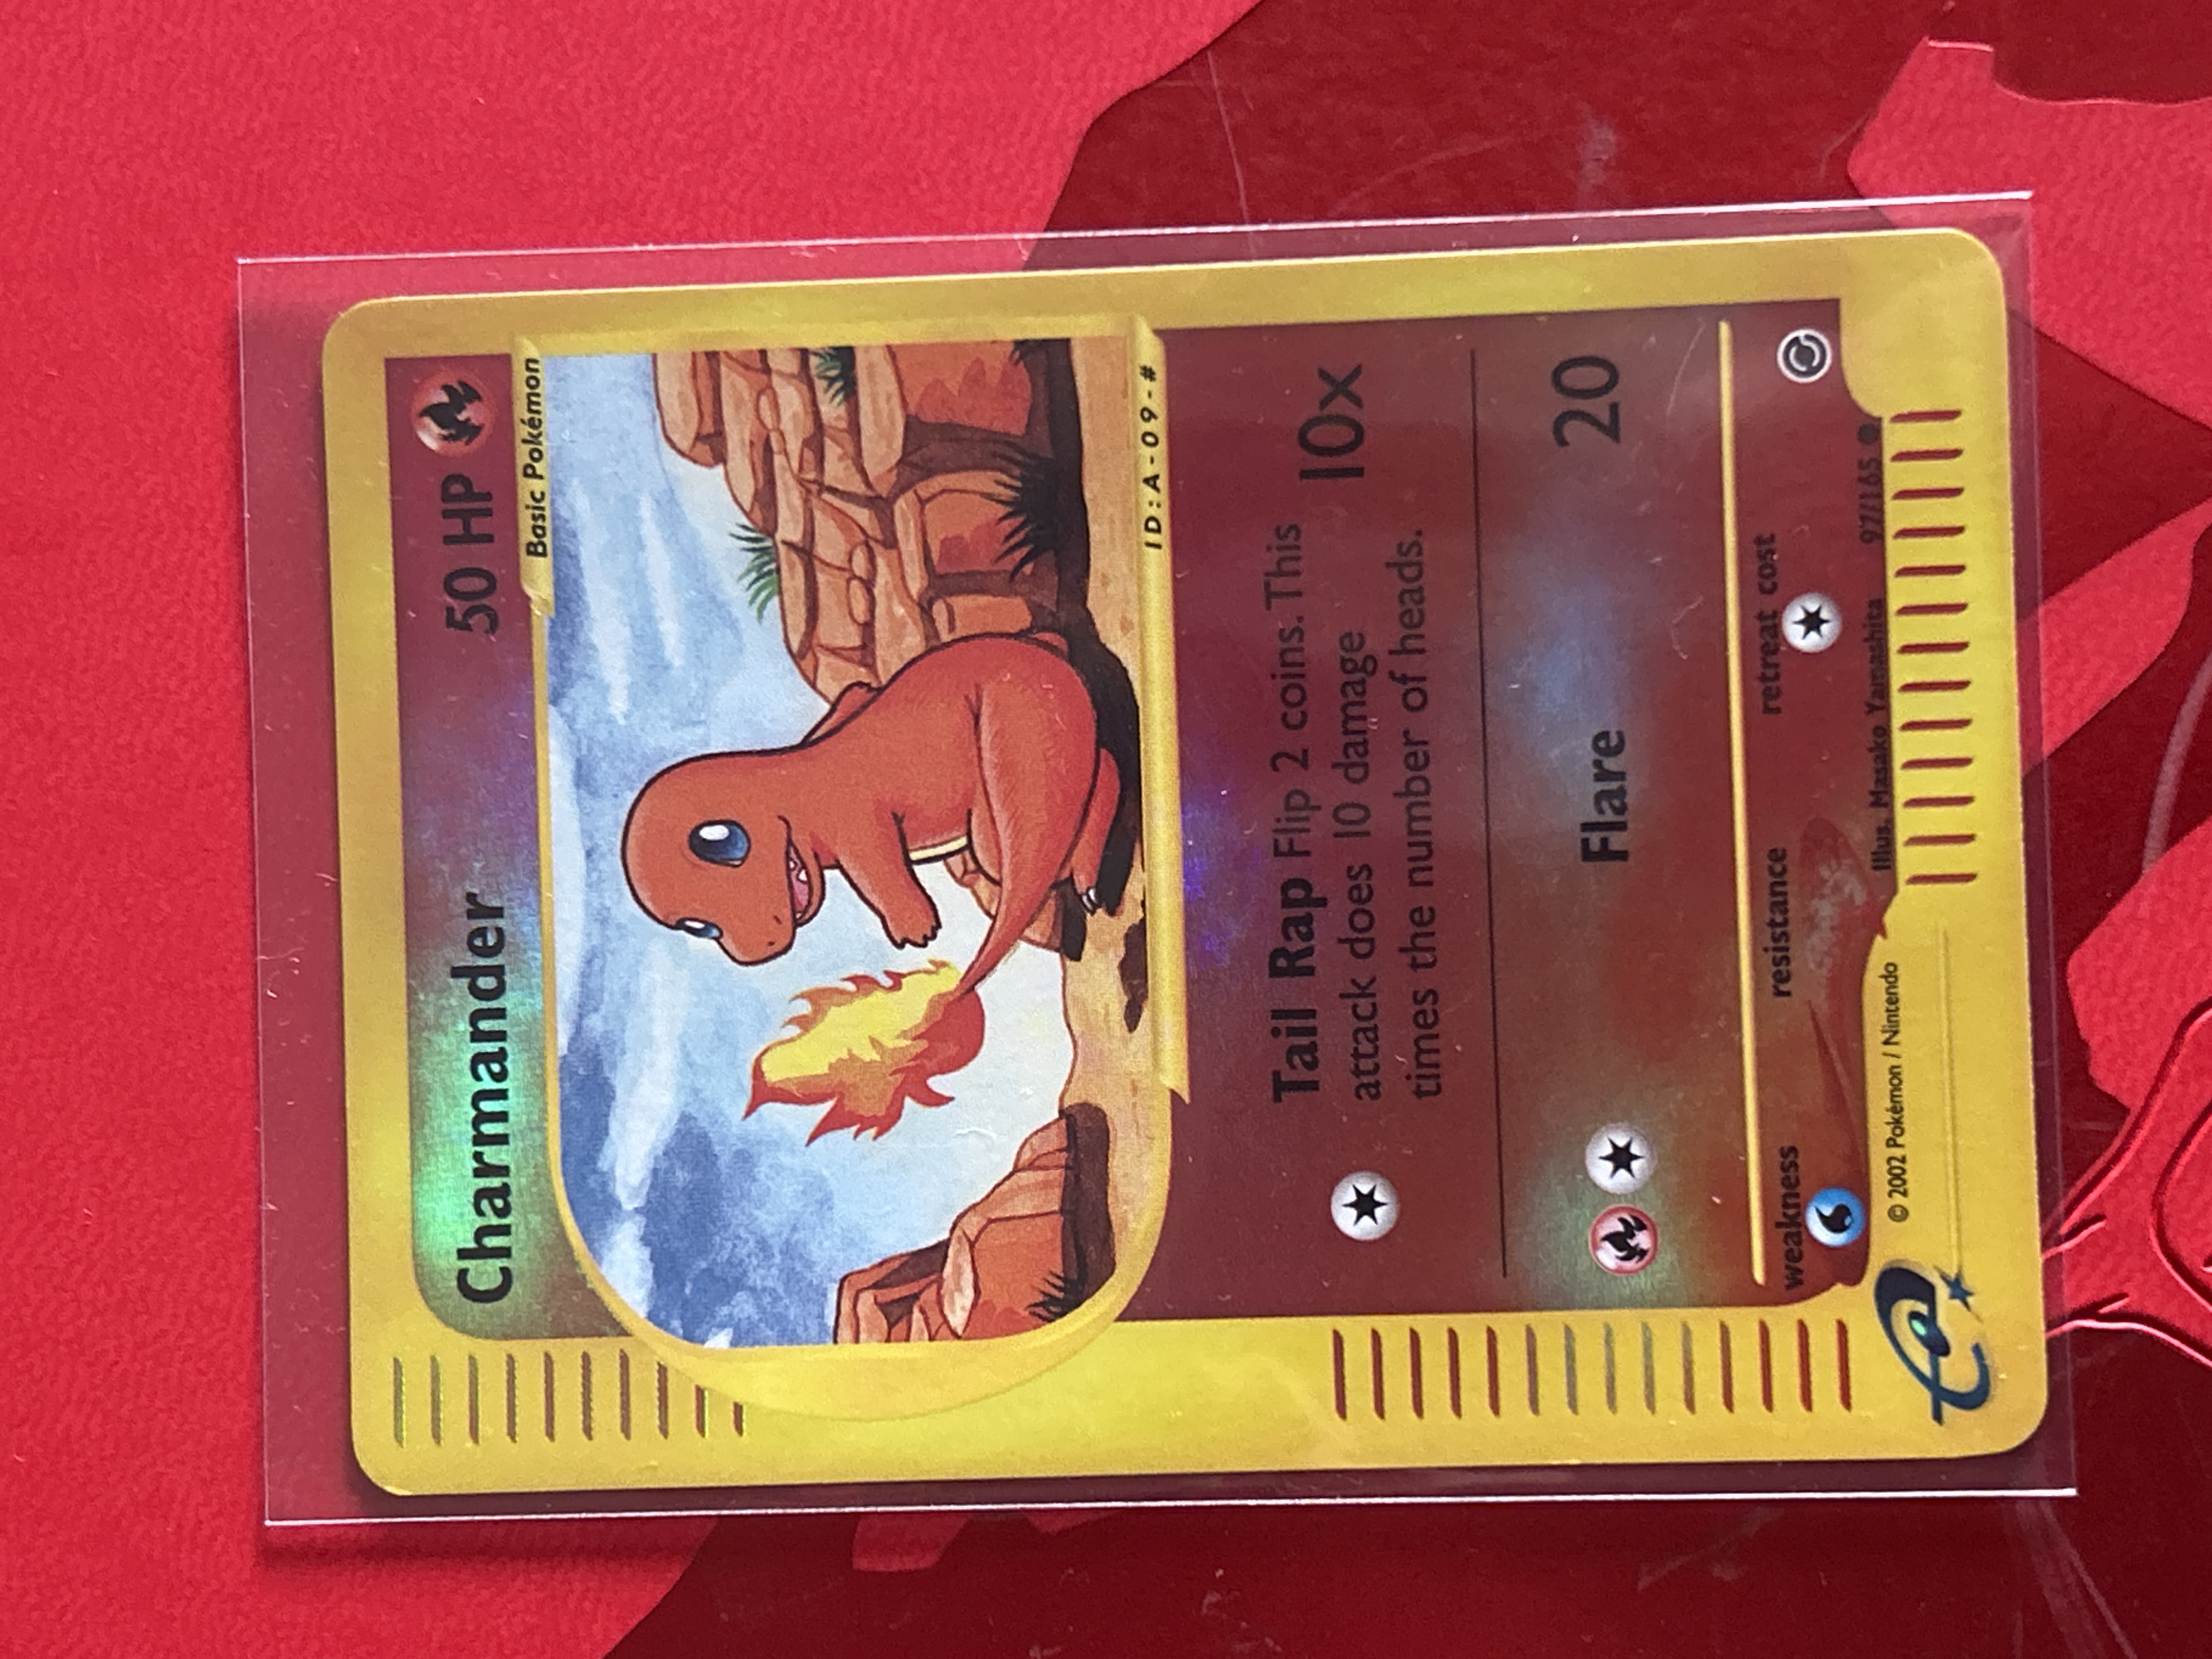 Charmander 50 HP
Basic Pokémon
ID:A-09-#
Tail Rap Flip 2 coins. This
attack does 10 damage
times the number of heads.
10x
Flare 20
weakness resistance retreat cost
Illus. Masako Yamashita 97/165
© 2002 Pokémon / Nintendo
e